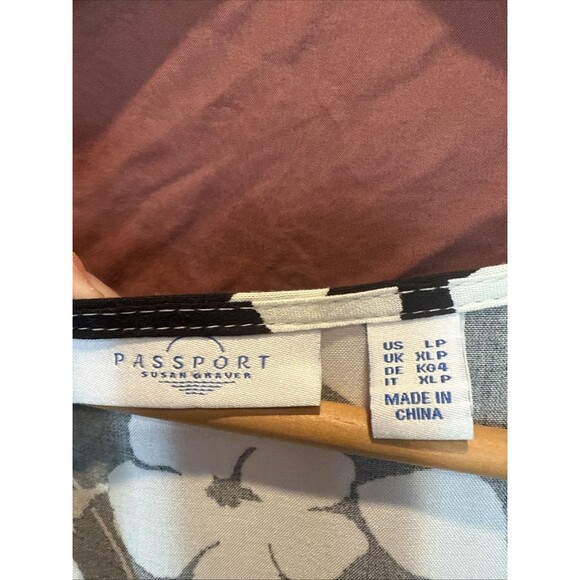 PASSPORT
SUSAN GRAVER
US LP
UK XLP
DE KG4
IT XLP
MADE IN
CHINA